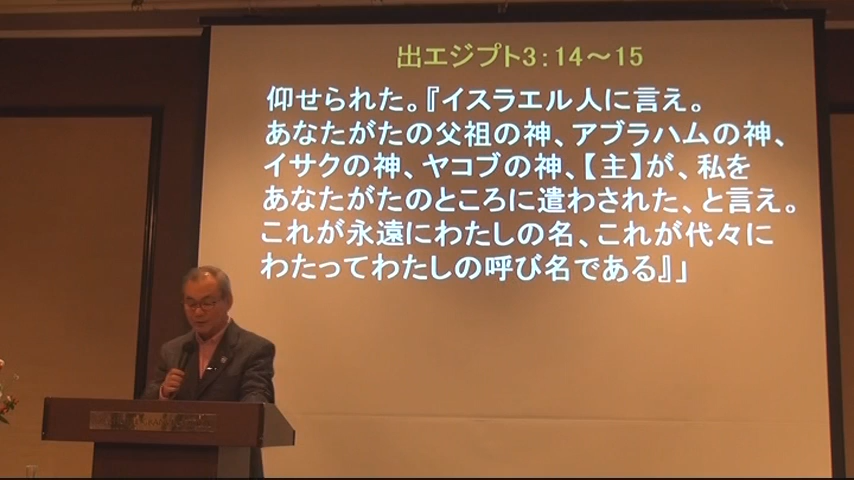 出エジプト3：14～15
仰せられた。『イスラエル人に言え。
あなたがたの父祖の神、アブラハムの神、
イサクの神、ヤコブの神、【主】が、私を
あなたがたのところに遣わされた、と言え。
これが永遠にわたしの名、これが代々に
わたってわたしの呼び名である』」